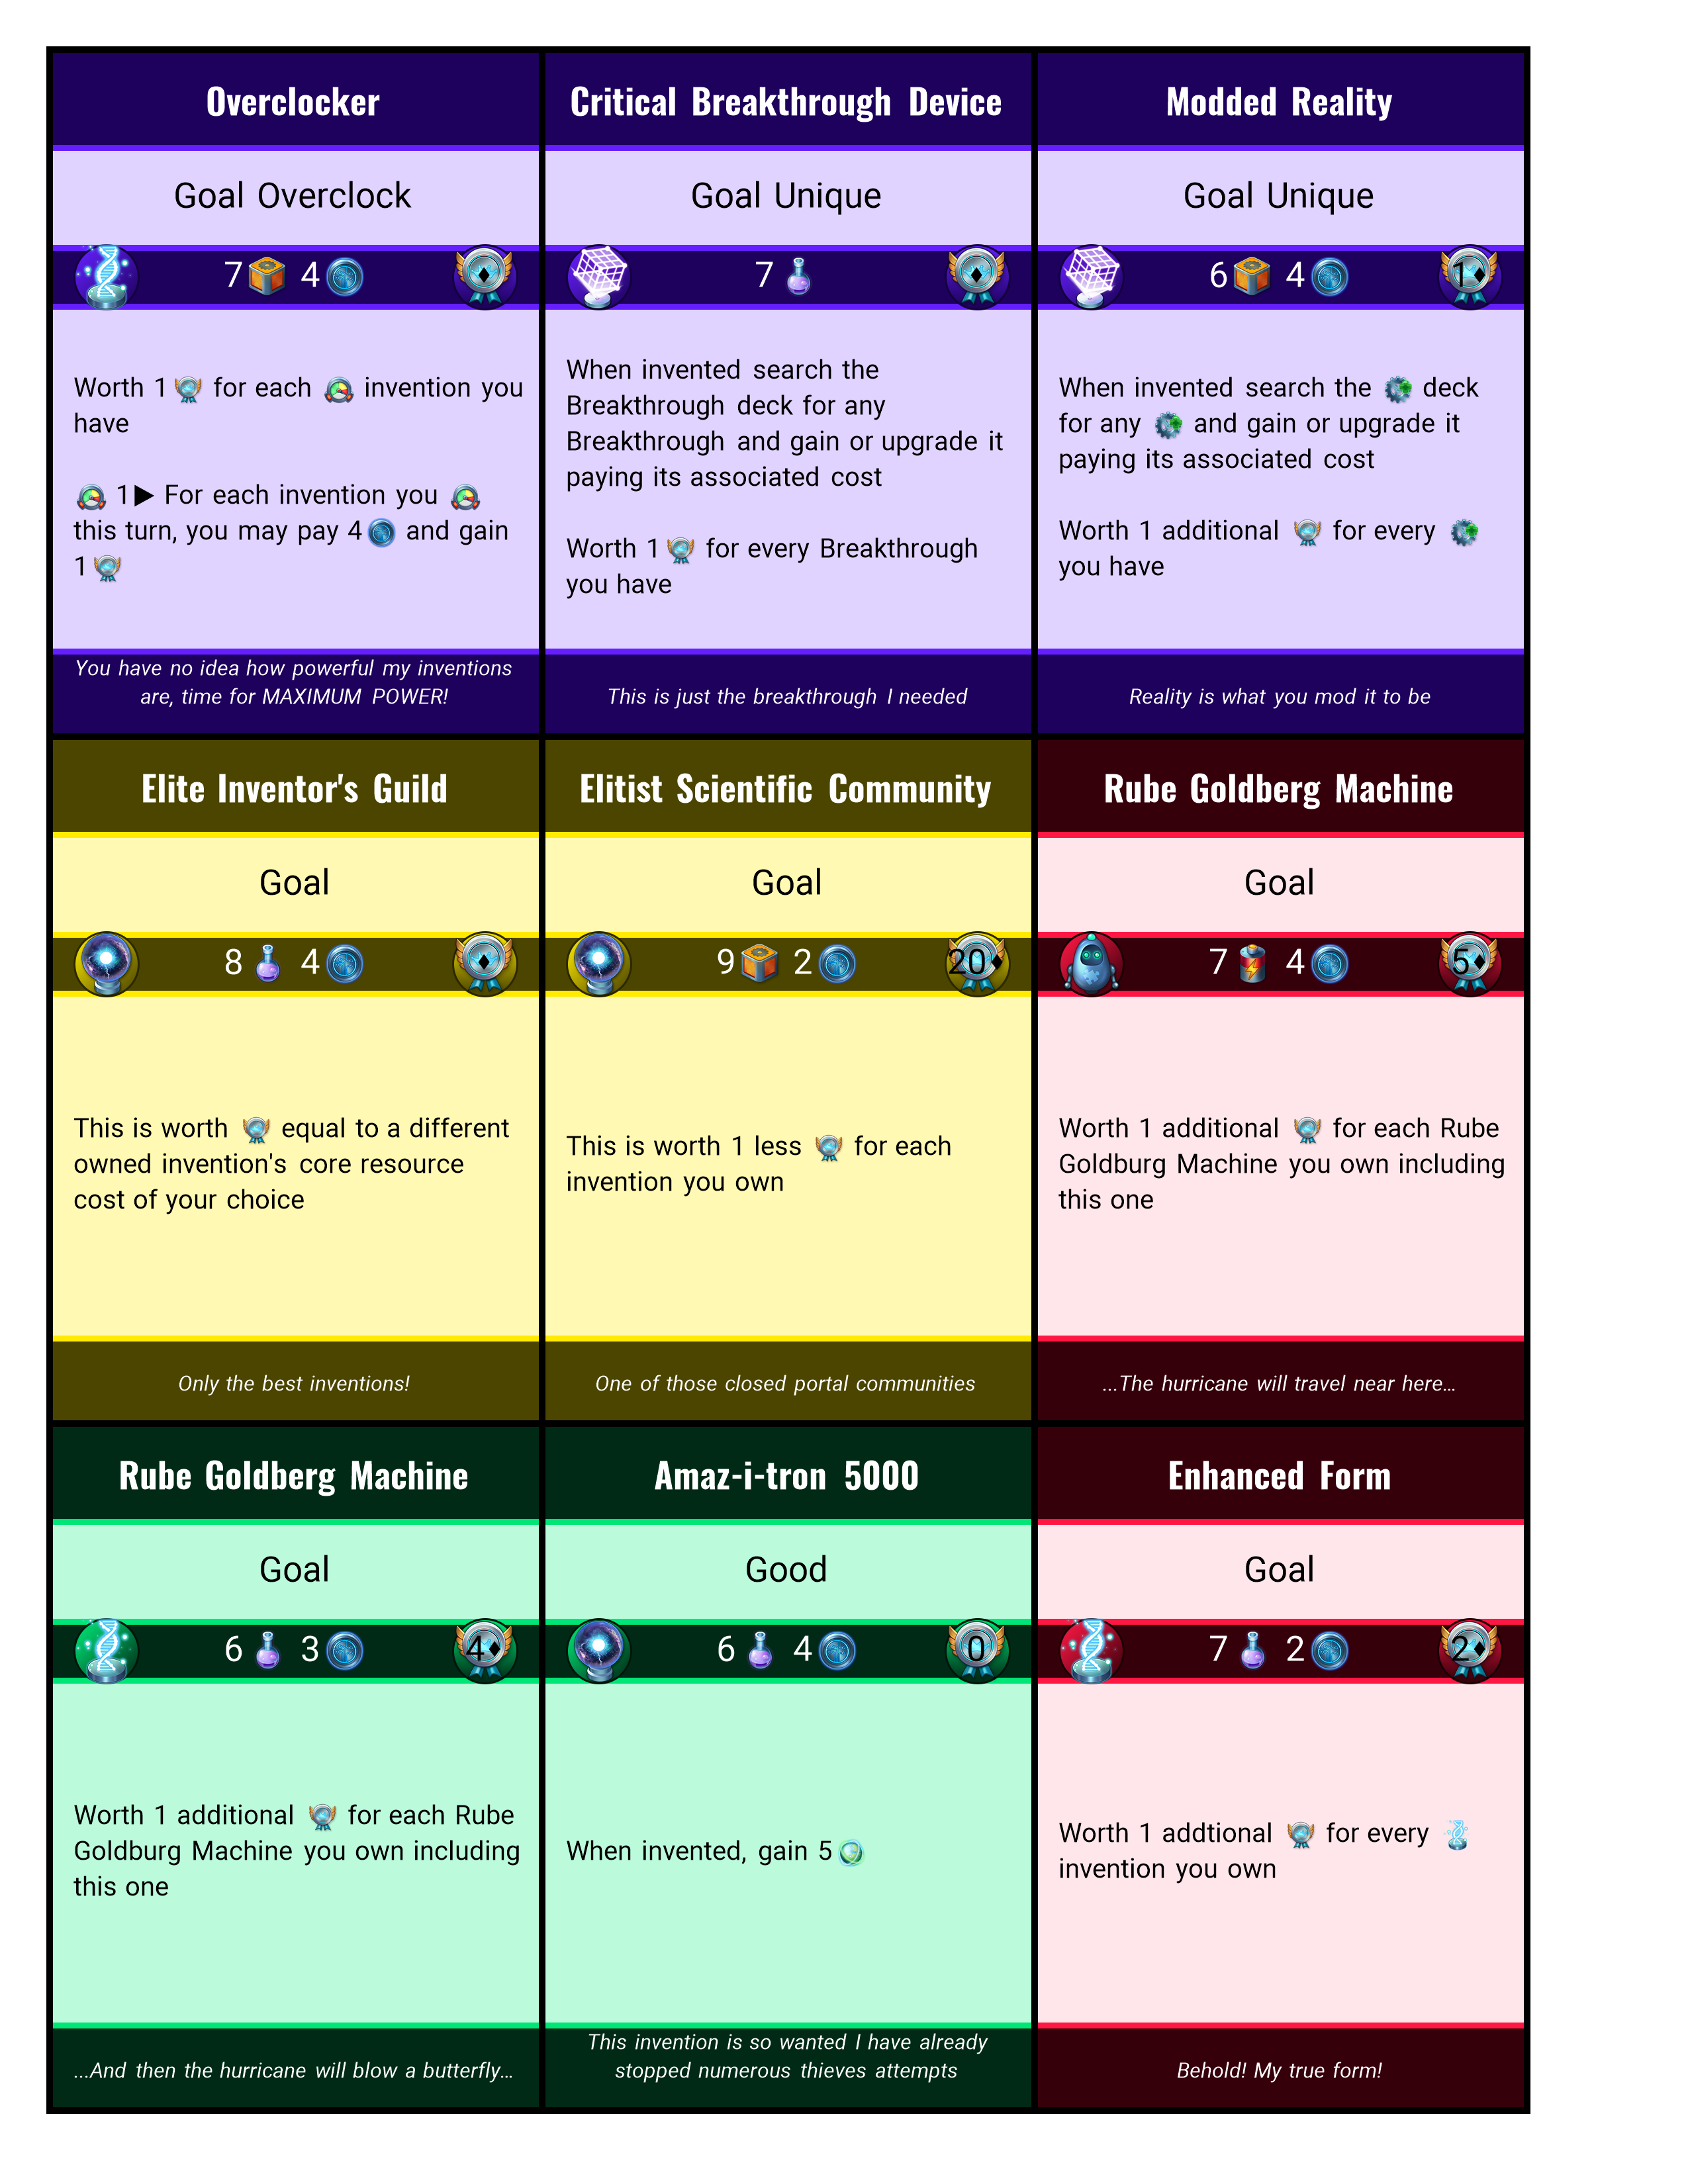 Overclocker
Goal Overclock
7 4 ♦
Worth 1 for each invention you
have
1▶ For each invention you
this turn, you may pay 4 and gain
1
You have no idea how powerful my inventions
are, time for MAXIMUM POWER!
Critical Breakthrough Device
Goal Unique
7 ♦
When invented search the
Breakthrough deck for any
Breakthrough and gain or upgrade it
paying its associated cost
Worth 1 for every Breakthrough
you have
This is just the breakthrough I needed
Modded Reality
Goal Unique
6 4 1♦
When invented search the deck
for any and gain or upgrade it
paying its associated cost
Worth 1 additional for every
you have
Reality is what you mod it to be
Elite Inventor's Guild
Goal
8 4 ♦
This is worth equal to a different
owned invention's core resource
cost of your choice
Only the best inventions!
Elitist Scientific Community
Goal
9 2 20♦
This is worth 1 less for each
invention you own
One of those closed portal communities
Rube Goldberg Machine
Goal
7 4 5♦
Worth 1 additional for each Rube
Goldburg Machine you own including
this one
...The hurricane will travel near here...
Rube Goldberg Machine
Goal
6 3 4♦
Worth 1 additional for each Rube
Goldburg Machine you own including
this one
...And then the hurricane will blow a butterfly...
Amaz-i-tron 5000
Good
6 4 0
When invented, gain 5
This invention is so wanted I have already
stopped numerous thieves attempts
Enhanced Form
Goal
7 2 2♦
Worth 1 addtional for every
invention you own
Behold! My true form!